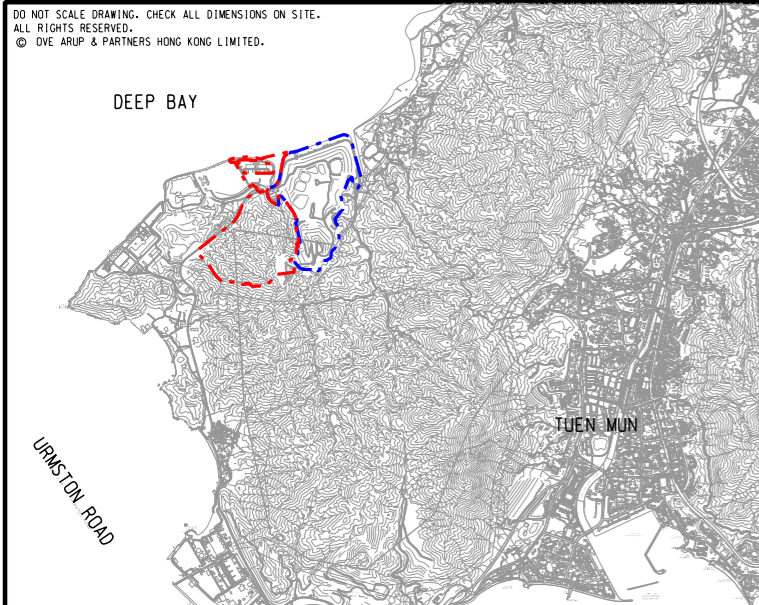 DO NOT SCALE DRAWING. CHECK ALL DIMENSIONS ON SITE.
ALL RIGHTS RESERVED.
© OVE ARUP & PARTNERS HONG KONG LIMITED.
DEEP BAY
TUEN MUN
URMSTON ROAD